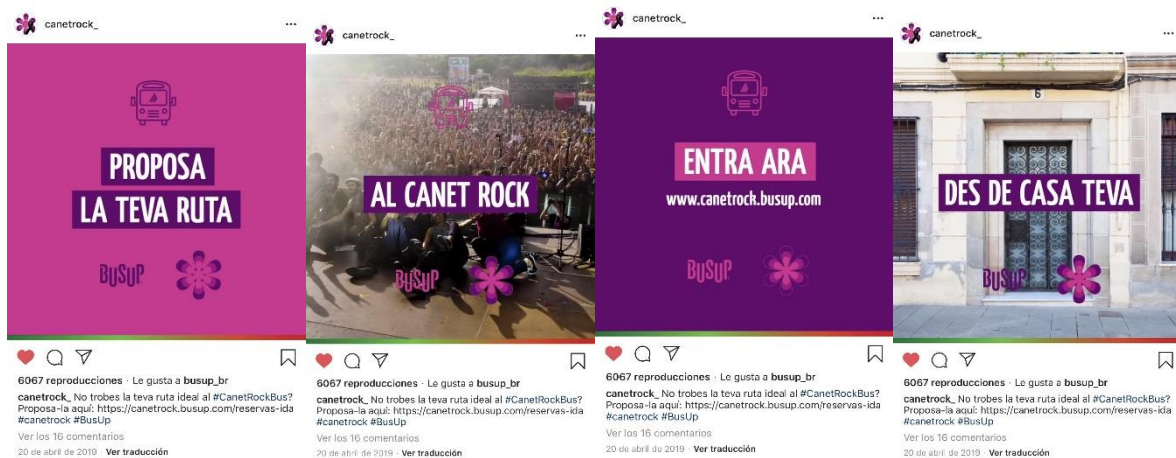 canetrock_
PROPOSA
LA TEVA RUTA
BUSUP
6067 reproducciones · Le gusta a busup_br
canetrock_ No trobes la teva ruta ideal al #CanetRockBus?
Proposa-la aquí: https://canetrock.busup.com/reservas-ida
#canetrock #BusUp
Ver los 16 comentarios
20 de abril de 2019 · Ver traducción
canetrock_
AL CANET ROCK
BUSUP
6067 reproducciones · Le gusta a busup_br
canetrock_ No trobes la teva ruta ideal al #CanetRockBus?
Proposa-la aquí: https://canetrock.busup.com/reservas-ida
#canetrock #BusUp
Ver los 16 comentarios
20 de abril de 2019 · Ver traducción
canetrock_
ENTRA ARA
www.canetrock.busup.com
BUSUP
6067 reproducciones · Le gusta a busup_br
canetrock_ No trobes la teva ruta ideal al #CanetRockBus?
Proposa-la aquí: https://canetrock.busup.com/reservas-ida
#canetrock #BusUp
Ver los 16 comentarios
20 de abril de 2019 · Ver traducción
canetrock_
6
DES DE CASA TEVA
BUSUP
6067 reproducciones · Le gusta a busup_br
canetrock_ No trobes la teva ruta ideal al #CanetRockBus?
Proposa-la aquí: https://canetrock.busup.com/reservas-ida
#canetrock #BusUp
Ver los 16 comentarios
20 de abril de 2019 · Ver traducción